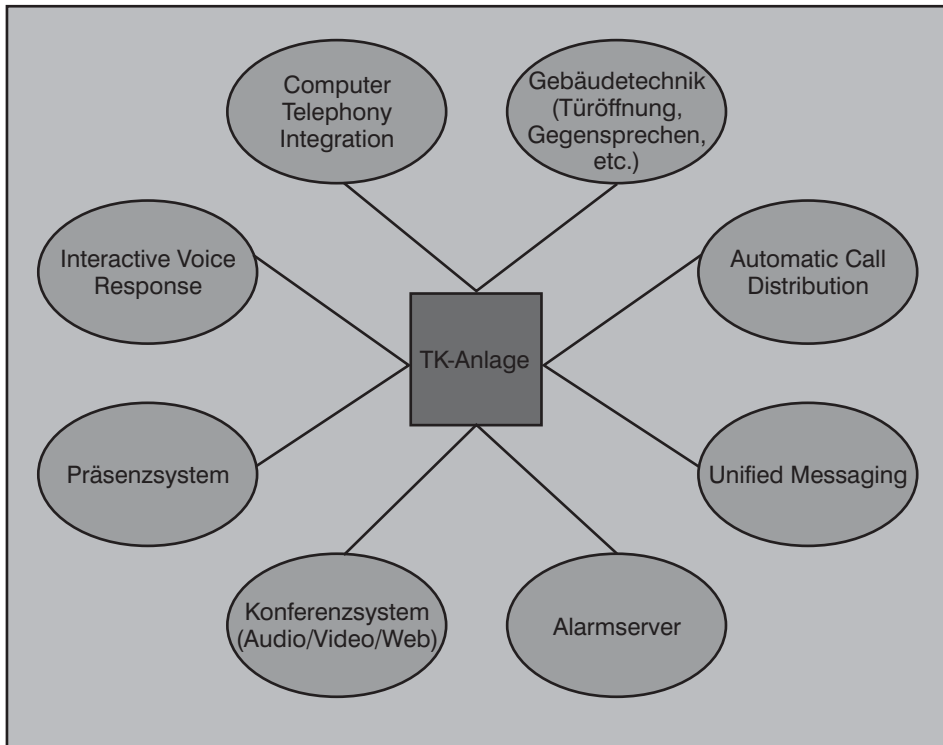 Computer
Telephony
Integration
Gebäudetechnik
(Türöffnung,
Gegensprechen,
etc.)
Interactive Voice
Response
Automatic Call
Distribution
TK-Anlage
Präsenzsystem
Unified Messaging
Konferenzsystem
(Audio/Video/Web)
Alarmserver